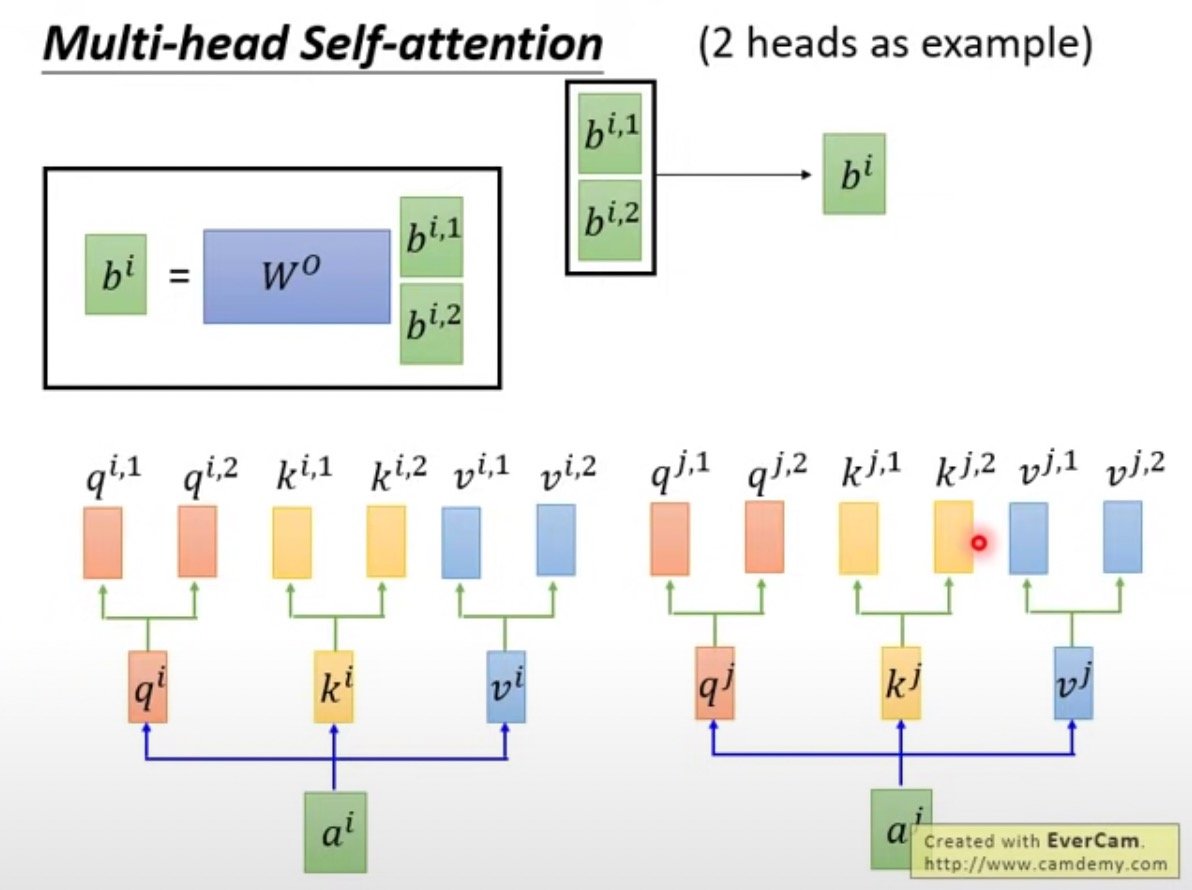 Multi-head Self-attention (2 heads as example)
b^{i,1}
b^{i,2}
b^i
b^i = W^O b^{i,1}
b^{i,2}
q^{i,1} q^{i,2} k^{i,1} k^{i,2} v^{i,1} v^{i,2} q^{j,1} q^{j,2} k^{j,1} k^{j,2} v^{j,1} v^{j,2}
q^i k^i v^i q^j k^j v^j
a^i a^j
Created with EverCam.
http://www.camdemy.com